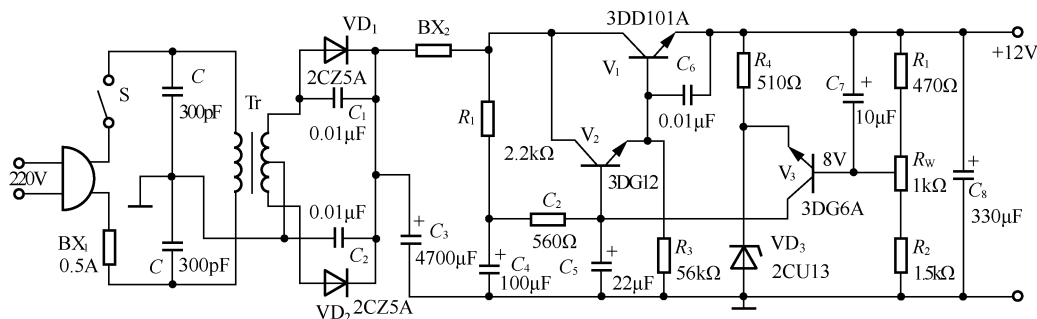 3DD101A
VD₁
BX₂
+12V
2CZ5A
V₁
C₆
R₄
510Ω
C₇
10μF
R₁
470Ω
S
C
300pF
Tr
C₁
0.01μF
R₁
2.2kΩ
V₂
0.01μF
220V
3DG12
V₃
8V
3DG6A
R_W
1kΩ
C₈
330μF
0.01μF
C₂
C₂
560Ω
BX₁
0.5A
C
300pF
C₃
4700μF
C₄
100μF
C₅
22μF
R₃
56kΩ
VD₃
2CU13
R₂
1.5kΩ
VD₂
2CZ5A